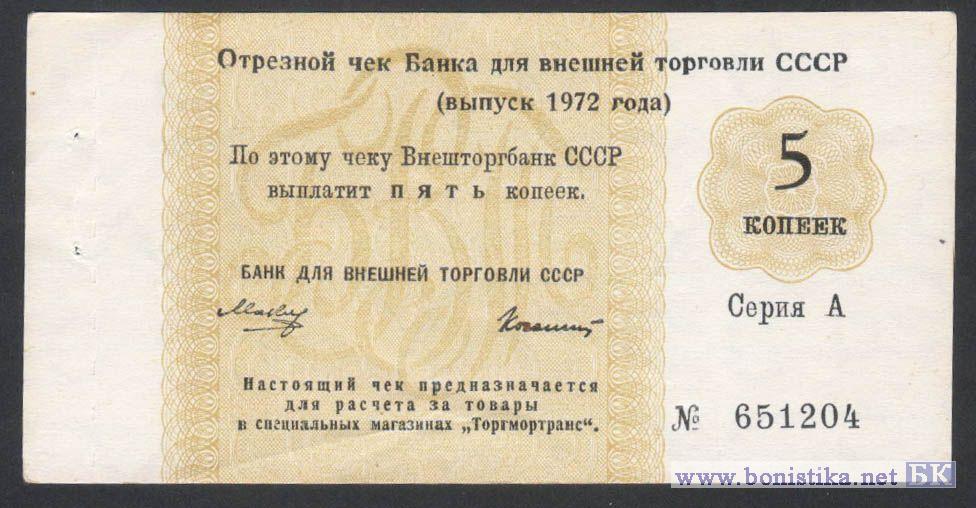 Отрезной чек Банка для внешней торговли СССР
(выпуск 1972 года)
По этому чеку Внешторгбанк СССР
выплатит ПЯТЬ копеек.
5
КОПЕЕК
БАНК ДЛЯ ВНЕШНЕЙ ТОРГОВЛИ СССР
Серия А
Настоящий чек предназначается
для расчета за товары
в специальных магазинах „Торгмортранс“.
№ 651204
www.bonistika.net БК